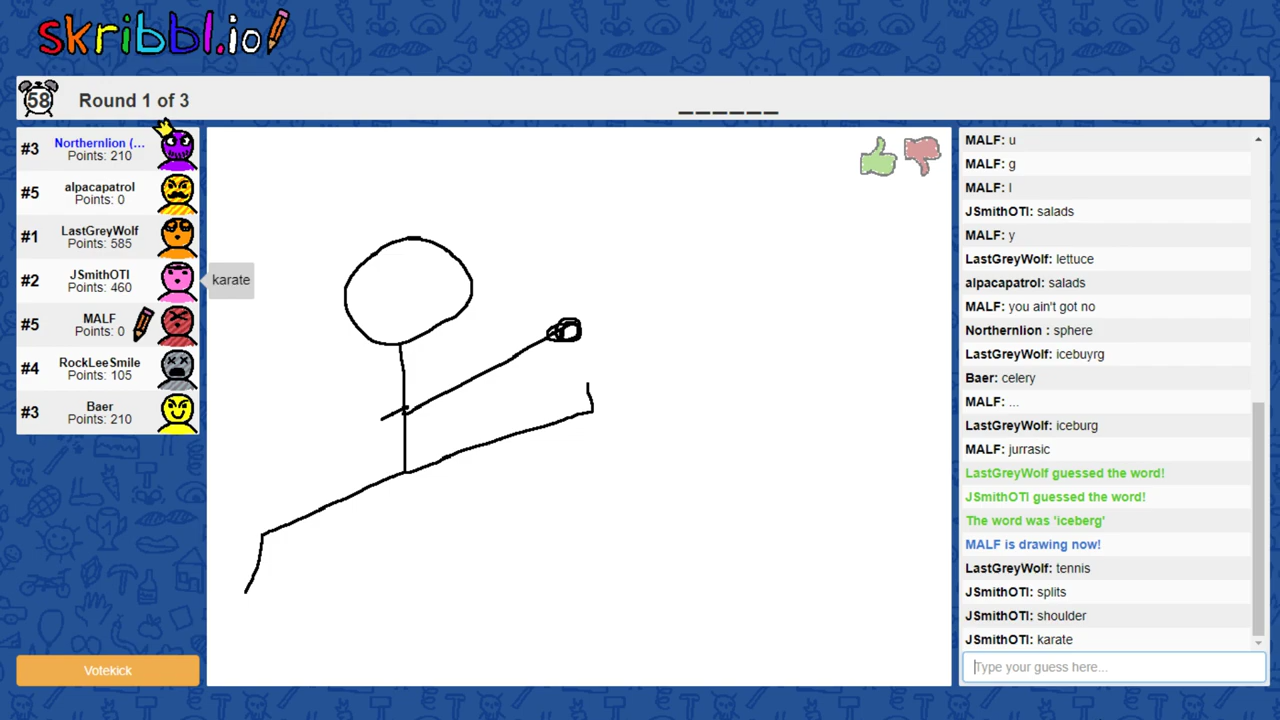 skribbl.io
58
Round 1 of 3
______
#3 Northernlion (...
Points: 210
#5 alpacapatrol
Points: 0
#1 LastGreyWolf
Points: 585
#2 JSmithOTI
Points: 460
karate
#5 MALF
Points: 0
#4 RockLeeSmile
Points: 105
#3 Baer
Points: 210
Votekick
MALF: u
MALF: g
MALF: l
JSmithOTI: salads
MALF: y
LastGreyWolf: lettuce
alpacapatrol: salads
MALF: you ain't got no
Northernlion : sphere
LastGreyWolf: icebuyrg
Baer: celery
MALF: ...
LastGreyWolf: iceburg
MALF: jurrasic
LastGreyWolf guessed the word!
JSmithOTI guessed the word!
The word was 'iceberg'
MALF is drawing now!
LastGreyWolf: tennis
JSmithOTI: splits
JSmithOTI: shoulder
JSmithOTI: karate
Type your guess here...